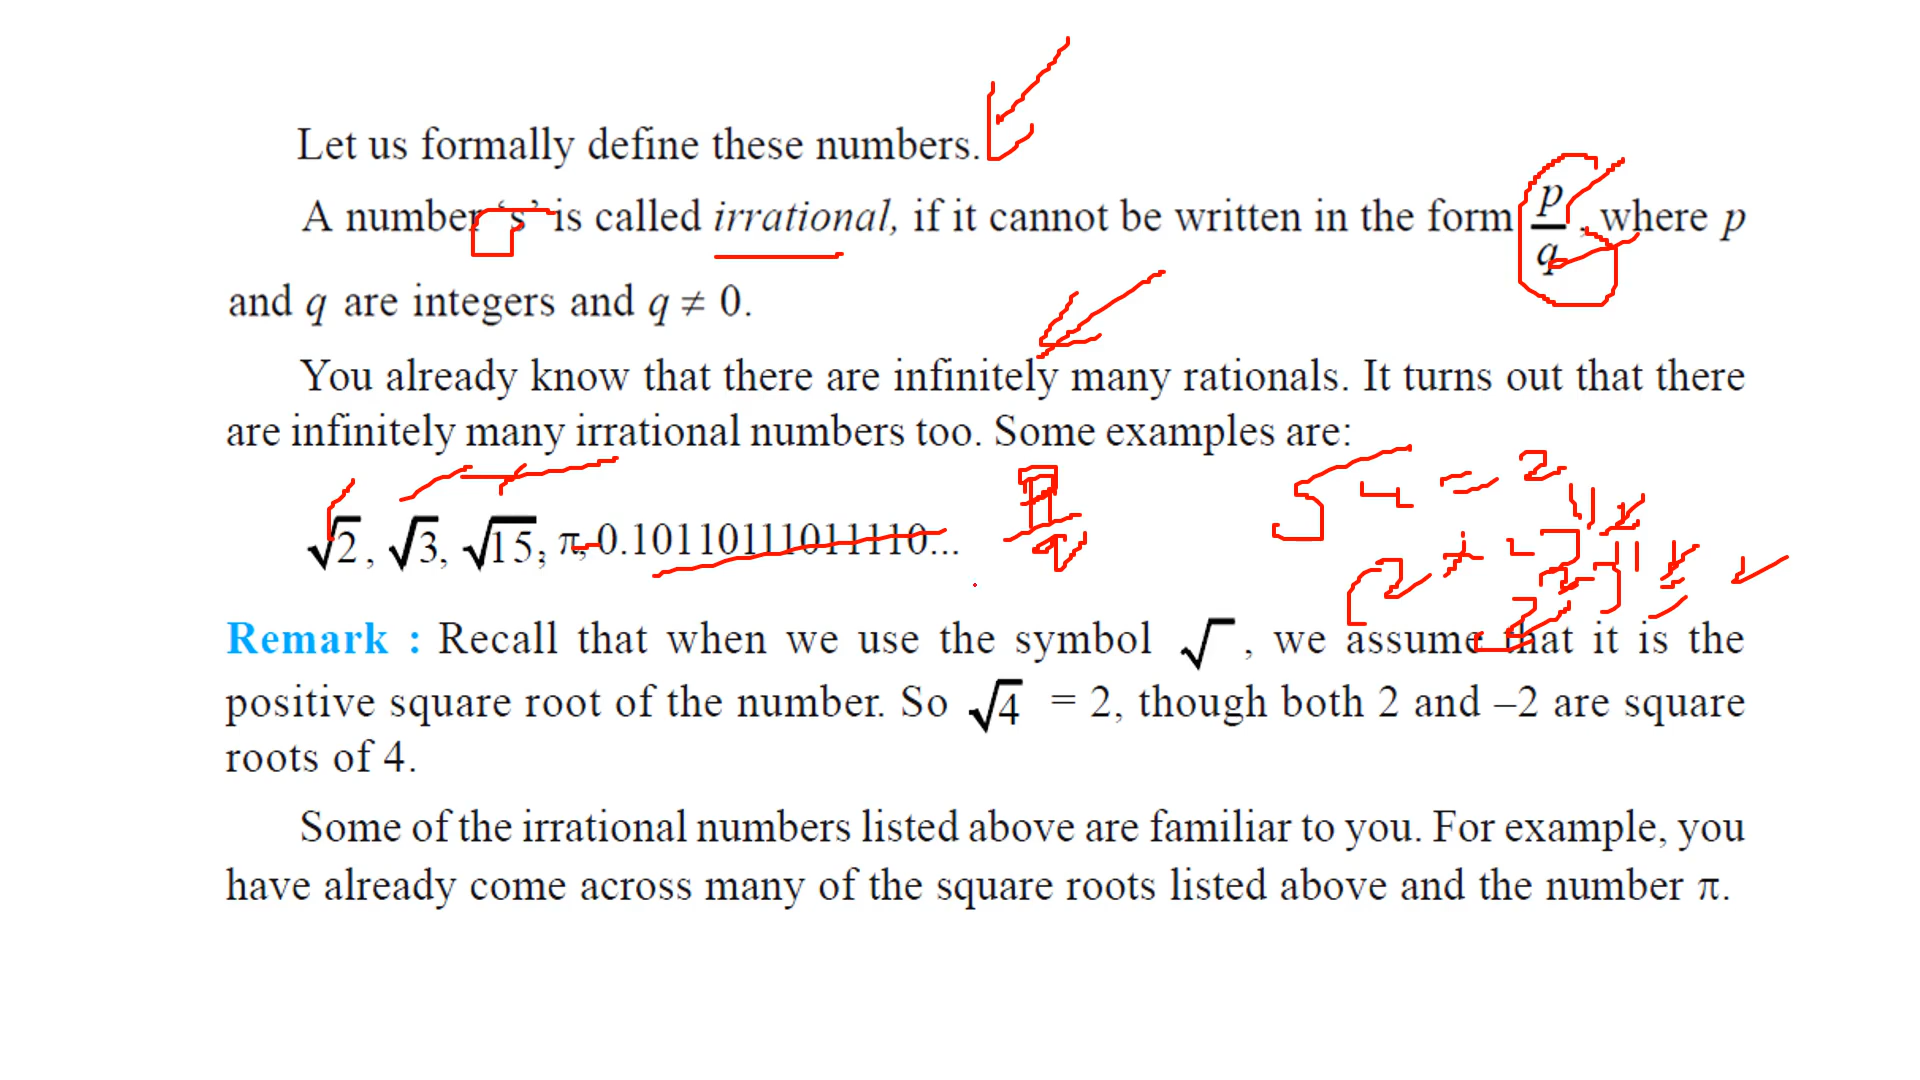 Let us formally define these numbers.
A number ‘s’ is called irrational, if it cannot be written in the form p/q, where p
and q are integers and q ≠ 0.
You already know that there are infinitely many rationals. It turns out that there
are infinitely many irrational numbers too. Some examples are:
√2, √3, √15, π, 0.10110111011110...
Remark : Recall that when we use the symbol √ , we assume that it is the
positive square root of the number. So √4 = 2, though both 2 and –2 are square
roots of 4.
Some of the irrational numbers listed above are familiar to you. For example, you
have already come across many of the square roots listed above and the number π.